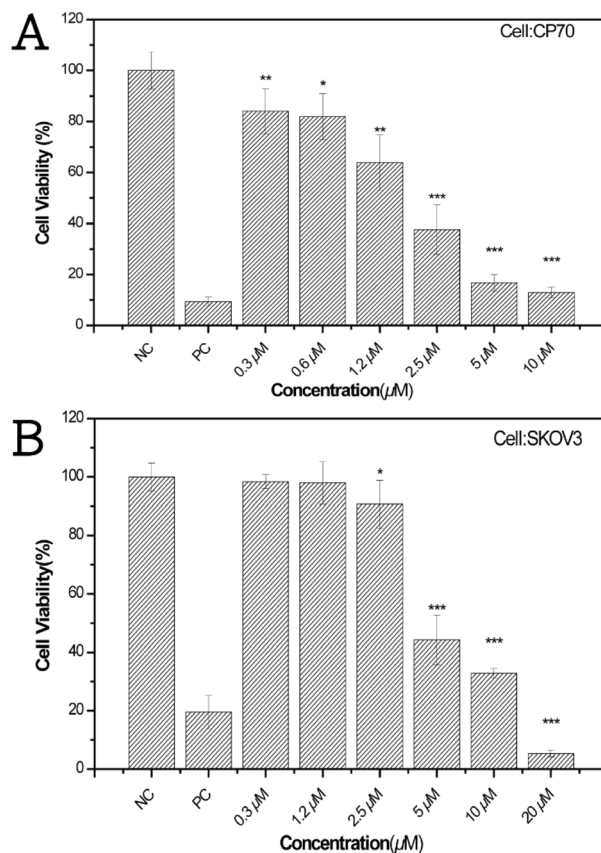 A
Cell:CP70
120
100
80
60
40
20
0
Cell Viability (%)
**
*
**
***
***
***
NC
PC
0.3 µM
0.6 µM
1.2 µM
2.5 µM
5 µM
10 µM
Concentration(µM)
B
Cell:SKOV3
120
100
80
60
40
20
0
Cell Viability(%)
*
***
***
***
NC
PC
0.3 µM
1.2 µM
2.5 µM
5 µM
10 µM
20 µM
Concentration(µM)